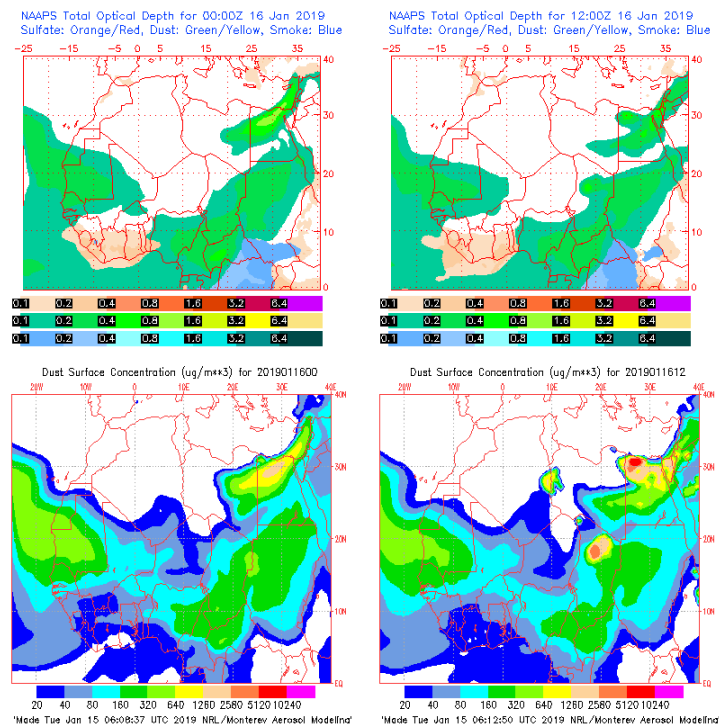 NAAPS Total Optical Depth for 00:00Z 16 Jan 2019
Sulfate: Orange/Red, Dust: Green/Yellow, Smoke: Blue
-25 -15 -5 0 5 15 25 35 40
30
20
10
0
0.1 0.2 0.4 0.8 1.6 3.2 6.4
0.1 0.2 0.4 0.8 1.6 3.2 6.4
0.1 0.2 0.4 0.8 1.6 3.2 6.4
NAAPS Total Optical Depth for 12:00Z 16 Jan 2019
Sulfate: Orange/Red, Dust: Green/Yellow, Smoke: Blue
-25 -15 -5 0 5 15 25 35 40
30
20
10
0
0.1 0.2 0.4 0.8 1.6 3.2 6.4
0.1 0.2 0.4 0.8 1.6 3.2 6.4
0.1 0.2 0.4 0.8 1.6 3.2 6.4
Dust Surface Concentration (ug/m**3) for 2019011600
20W 10W 0 10E 20E 30E 40E
40N
30N
20N
10N
EQ
20 40 80 160 320 640 1280 2560 5120 10240
'Made Tue Jan 15 06:08:37 UTC 2019 NRL/Monterey Aerosol Modeling'
Dust Surface Concentration (ug/m**3) for 2019011612
20W 10W 0 10E 20E 30E 40E
40N
30N
20N
10N
EQ
20 40 80 160 320 640 1280 2560 5120 10240
'Made Tue Jan 15 06:12:50 UTC 2019 NRL/Monterey Aerosol Modeling'